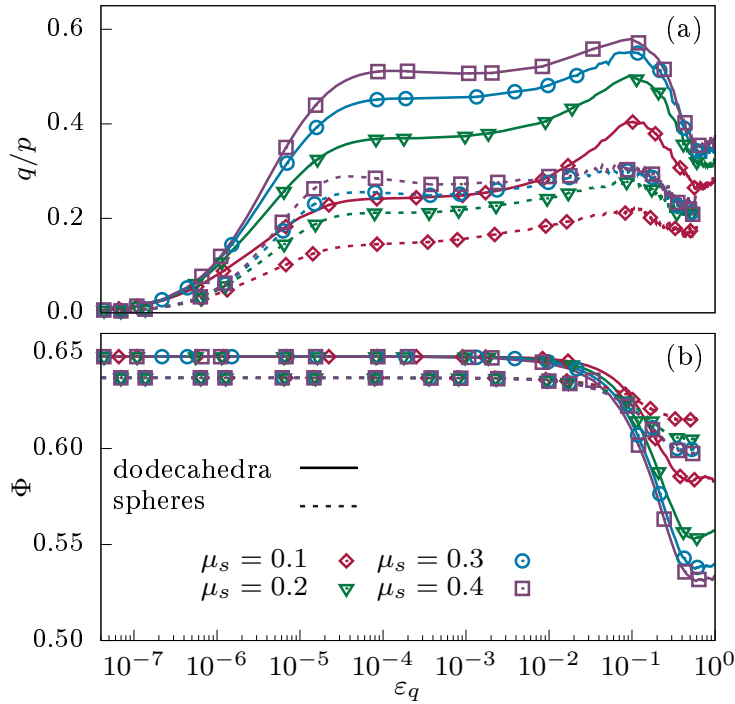 (a)
q/p
0.6
0.4
0.2
0.0
(b)
Φ
0.65
0.60
0.55
0.50
dodecahedra
spheres
μₛ = 0.1
μₛ = 0.3
μₛ = 0.2
μₛ = 0.4
10⁻⁷ 10⁻⁶ 10⁻⁵ 10⁻⁴ 10⁻³ 10⁻² 10⁻¹ 10⁰
ε_q